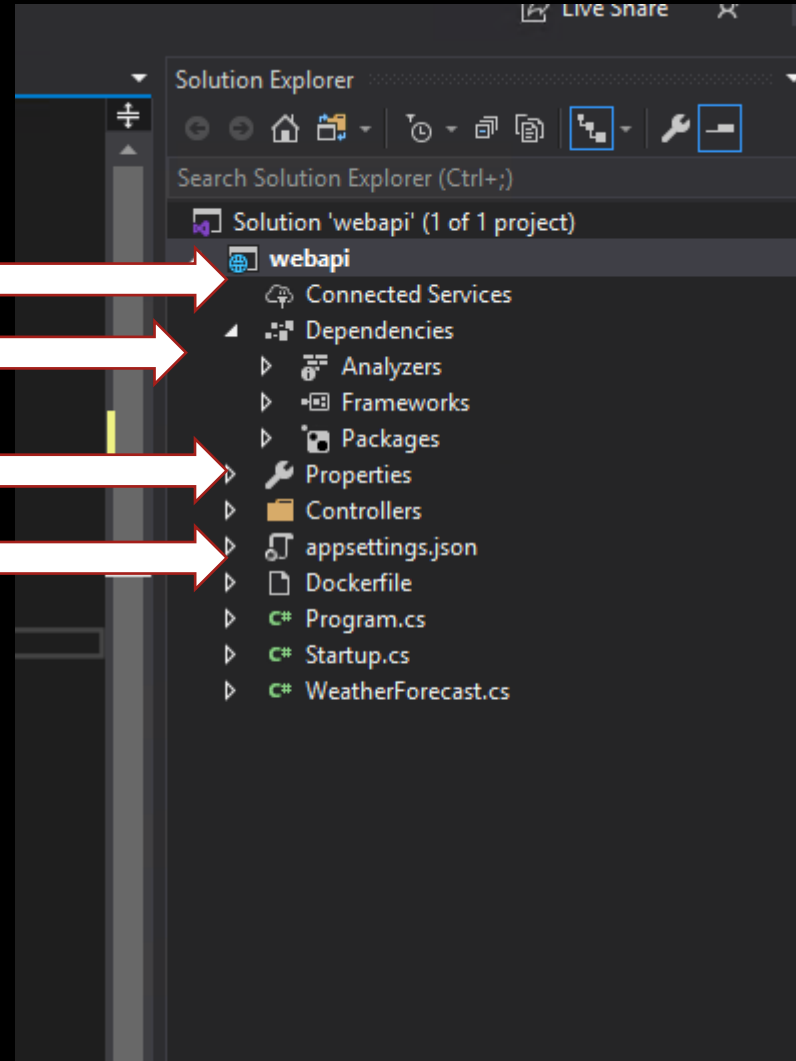 Live Share
Solution Explorer
Search Solution Explorer (Ctrl+;)
Solution 'webapi' (1 of 1 project)
webapi
Connected Services
Dependencies
Analyzers
Frameworks
Packages
Properties
Controllers
appsettings.json
Dockerfile
C# Program.cs
C# Startup.cs
C# WeatherForecast.cs